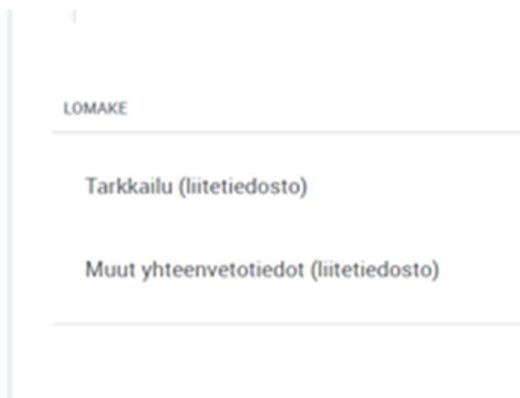 LOMAKE
Tarkkailu (liitetiedosto)
Muut yhteenvetotiedot (liitetiedosto)